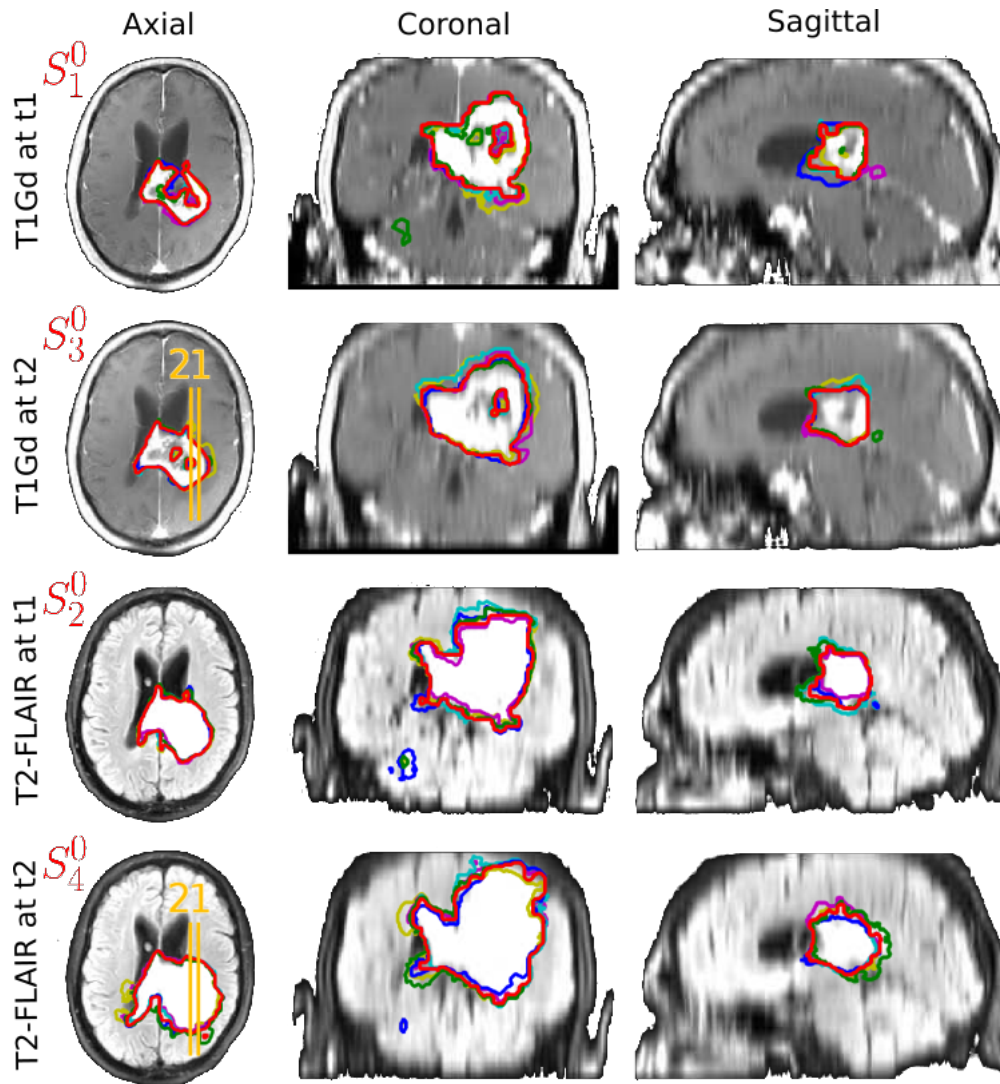 Axial Coronal Sagittal
T1Gd at t1
S₁⁰
T1Gd at t2
S₃⁰
21
T2-FLAIR at t1
S₂⁰
T2-FLAIR at t2
S₄⁰
21